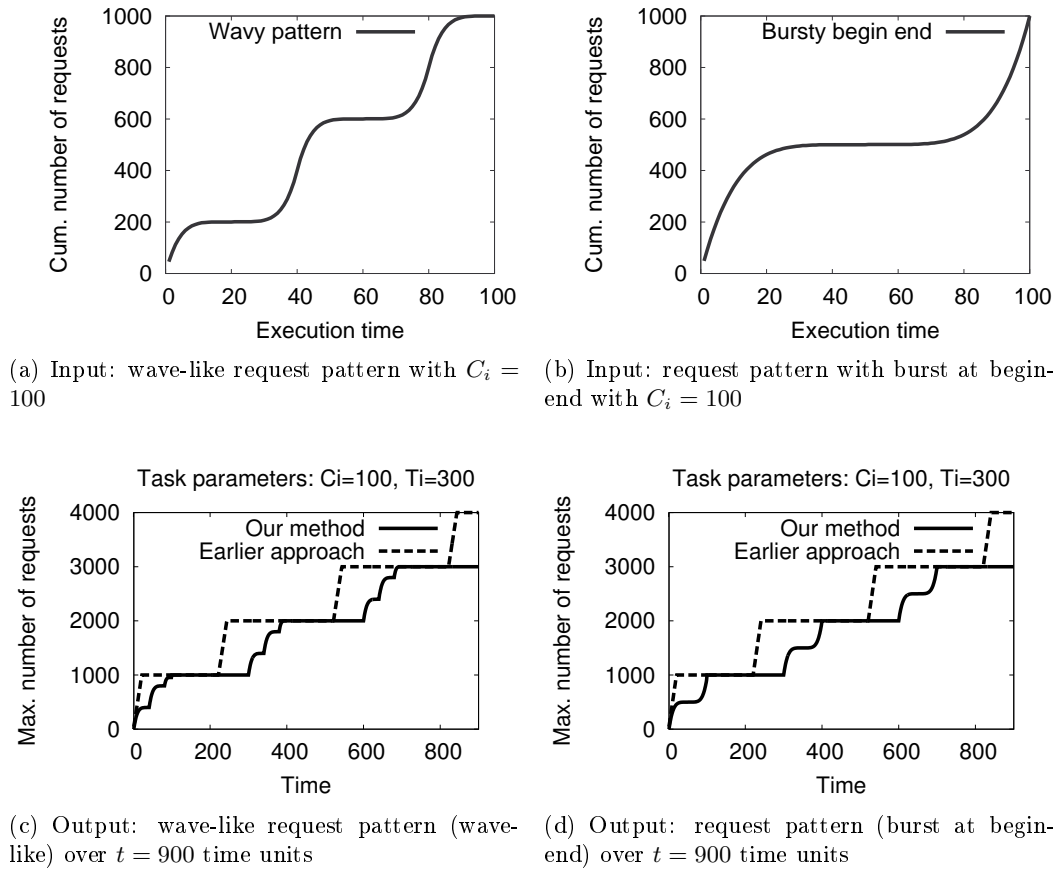 Wavy pattern
1000
800
600
400
200
0
0 20 40 60 80 100
Cum. number of requests
Execution time
(a) Input: wave-like request pattern with C_i =
100
Bursty begin end
1000
800
600
400
200
0
0 20 40 60 80 100
Cum. number of requests
Execution time
(b) Input: request pattern with burst at begin-
end with C_i = 100
Task parameters: Ci=100, Ti=300
Our method
Earlier approach
4000
3000
2000
1000
0
0 200 400 600 800
Max. number of requests
Time
(c) Output: wave-like request pattern (wave-
like) over t = 900 time units
Task parameters: Ci=100, Ti=300
Our method
Earlier approach
4000
3000
2000
1000
0
0 200 400 600 800
Max. number of requests
Time
(d) Output: request pattern (burst at begin-
end) over t = 900 time units